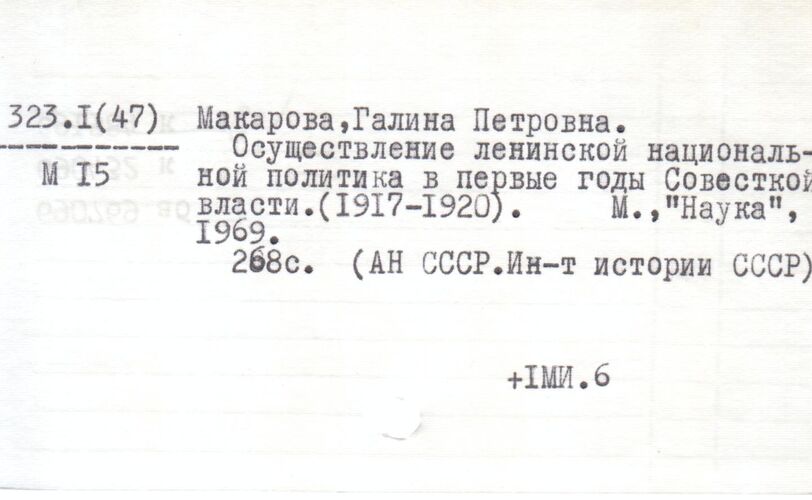 323.I(47) Макарова,Галина Петровна.
Осуществление ленинской националь-
М I5 ной политика в первые годы Совесткой
власти.(I9I7-I920). М.,"Наука",
I969.
268с. (АН СССР.Ин-т истории СССР)
+IМИ.6